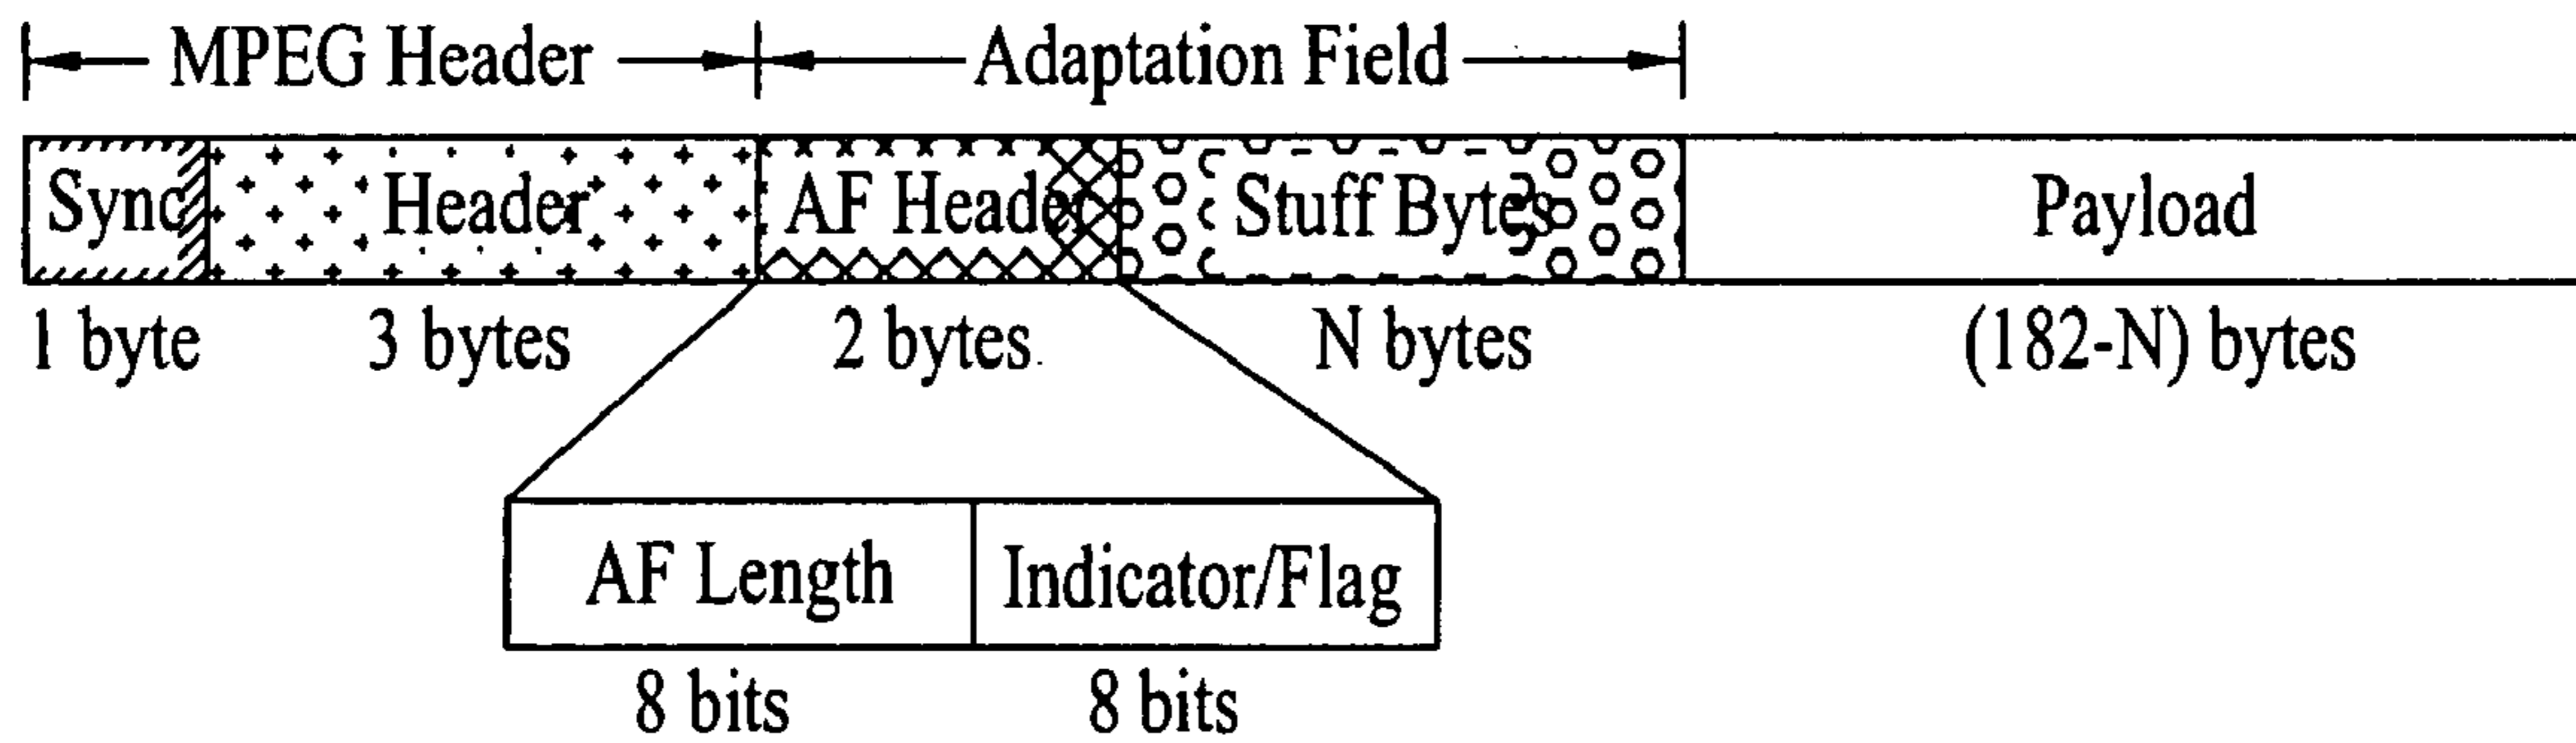 MPEG Header Adaptation Field
Sync Header AF Header Stuff Bytes Payload
1 byte 3 bytes 2 bytes N bytes (182-N) bytes
AF Length Indicator/Flag
8 bits 8 bits